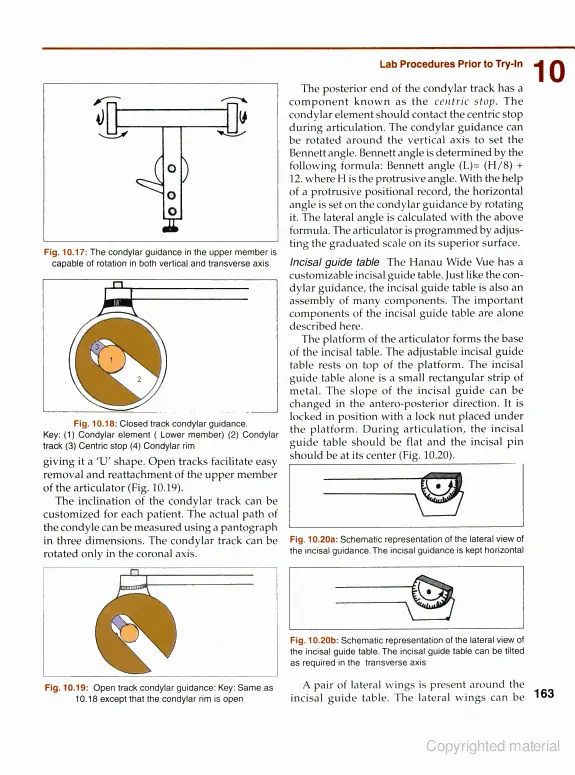 Lab Procedures Prior to Try-In
10
Fig. 10.17: The condylar guidance in the upper member is
capable of rotation in both vertical and transverse axis
3
1
2
Fig. 10.18: Closed track condylar guidance.
Key: (1) Condylar element ( Lower member) (2) Condylar
track (3) Centric stop (4) Condylar rim
giving it a 'U' shape. Open tracks facilitate easy
removal and reattachment of the upper member
of the articulator (Fig. 10.19).
The inclination of the condylar track can be
customized for each patient. The actual path of
the condyle can be measured using a pantograph
in three dimensions. The condylar track can be
rotated only in the coronal axis.
Fig. 10.19: Open track condylar guidance: Key: Same as
10.18 except that the condylar rim is open
The posterior end of the condylar track has a
component known as the centric stop. The
condylar element should contact the centric stop
during articulation. The condylar guidance can
be rotated around the vertical axis to set the
Bennett angle. Bennett angle is determined by the
following formula: Bennett angle (L)= (H/8) +
12. where H is the protrusive angle. With the help
of a protrusive positional record, the horizontal
angle is set on the condylar guidance by rotating
it. The lateral angle is calculated with the above
formula. The articulator is programmed by adjus-
ting the graduated scale on its superior surface.
Incisal guide table The Hanau Wide Vue has a
customizable incisal guide table. Just like the con-
dylar guidance, the incisal guide table is also an
assembly of many components. The important
components of the incisal guide table are alone
described here.
The platform of the articulator forms the base
of the incisal table. The adjustable incisal guide
table rests on top of the platform. The incisal
guide table alone is a small rectangular strip of
metal. The slope of the incisal guide can be
changed in the antero-posterior direction. It is
locked in position with a lock nut placed under
the platform. During articulation, the incisal
guide table should be flat and the incisal pin
should be at its center (Fig. 10.20).
Fig. 10.20a: Schematic representation of the lateral view of
the incisal guidance. The incisal guidance is kept horizontal
Fig. 10.20b: Schematic representation of the lateral view of
the incisal guide table. The incisal guide table can be tilted
as required in the transverse axis
A pair of lateral wings is present around the
incisal guide table. The lateral wings can be
163
Copyrighted material